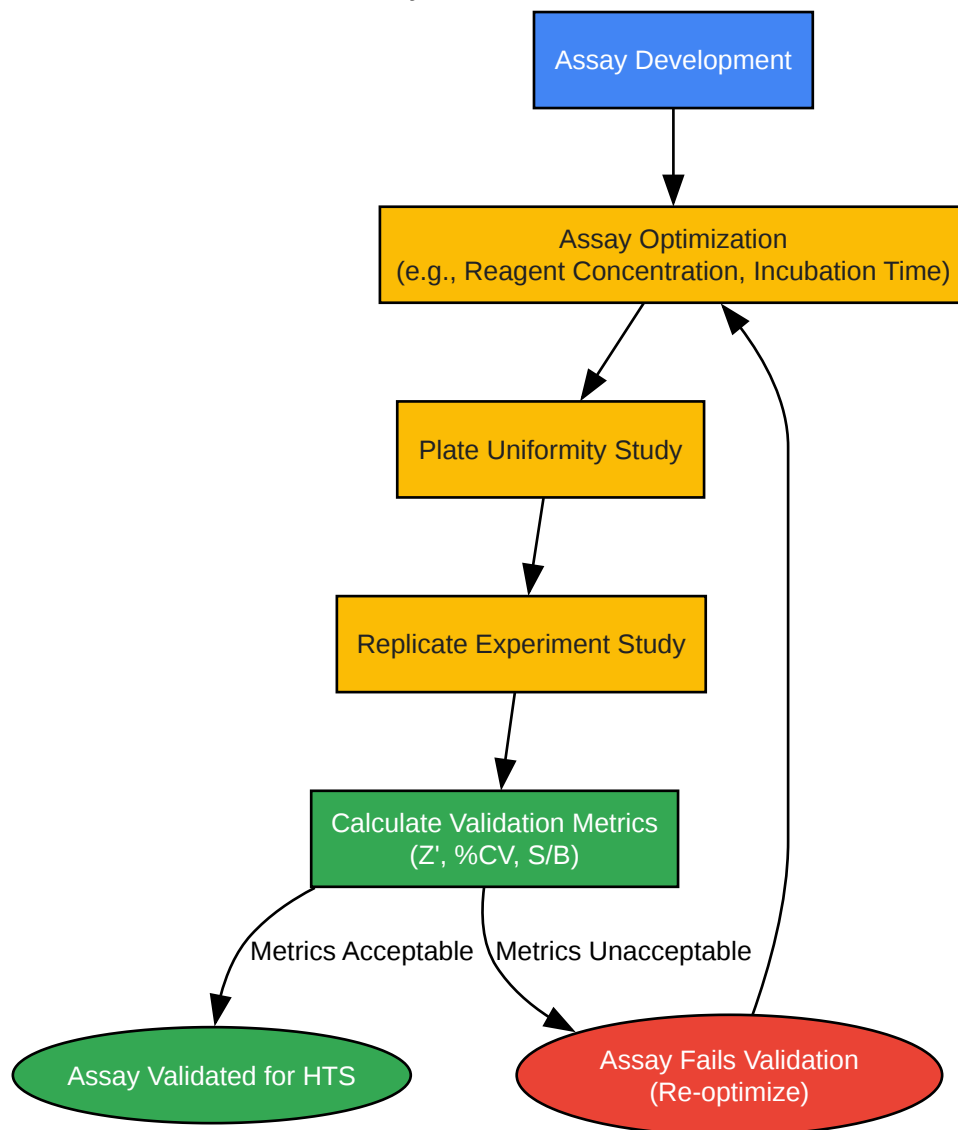 Assay Development
Assay Optimization
(e.g., Reagent Concentration, Incubation Time)
Plate Uniformity Study
Replicate Experiment Study
Calculate Validation Metrics
(Z', %CV, S/B)
Metrics Acceptable
Metrics Unacceptable
Assay Validated for HTS
Assay Fails Validation
(Re-optimize)